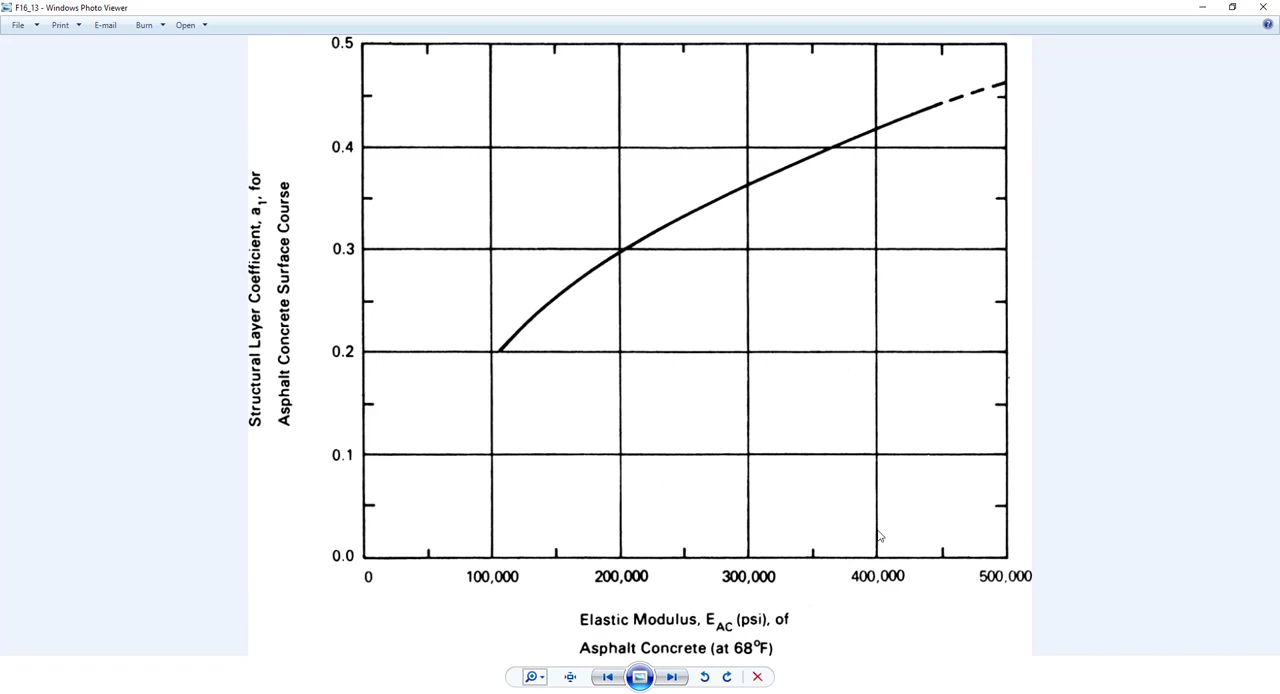 F16_13 - Windows Photo Viewer
File Print E-mail Burn Open
0.5
0.4
0.3
0.2
0.1
0.0
Structural Layer Coefficient, a1, for
Asphalt Concrete Surface Course
0 100,000 200,000 300,000 400,000 500,000
Elastic Modulus, EAC (psi), of
Asphalt Concrete (at 68°F)